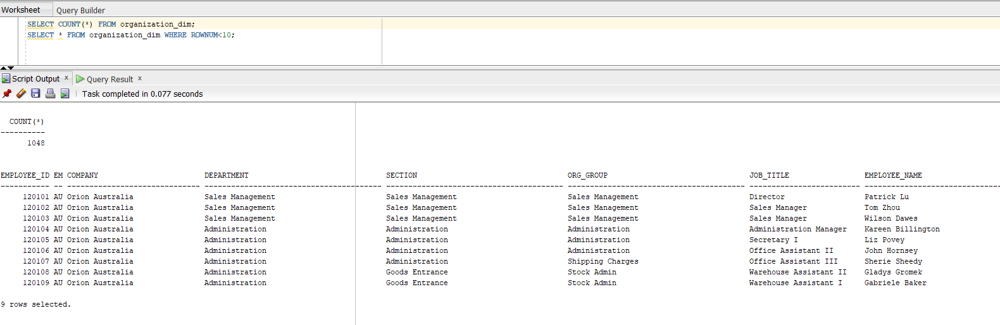 Worksheet Query Builder
SELECT COUNT(*) FROM organization_dim;
SELECT * FROM organization_dim WHERE ROWNUM<10;
Script Output x Query Result x
Task completed in 0.077 seconds
COUNT(*)
----------
1048
EMPLOYEE_ID EM COMPANY DEPARTMENT SECTION ORG_GROUP JOB_TITLE EMPLOYEE_NAME
----------- -- ------------------------------ ---------------------------------------- ---------------------------------------- ---------------------------------------- ------------------------- -------------------------------
120101 AU Orion Australia Sales Management Sales Management Sales Management Director Patrick Lu
120102 AU Orion Australia Sales Management Sales Management Sales Management Sales Manager Tom Zhou
120103 AU Orion Australia Sales Management Sales Management Sales Management Sales Manager Wilson Dawes
120104 AU Orion Australia Administration Administration Administration Administration Manager Kareen Billington
120105 AU Orion Australia Administration Administration Administration Secretary I Liz Povey
120106 AU Orion Australia Administration Administration Administration Office Assistant II John Hornsey
120107 AU Orion Australia Administration Administration Shipping Charges Office Assistant III Sherie Sheedy
120108 AU Orion Australia Administration Goods Entrance Stock Admin Warehouse Assistant II Gladys Gromek
120109 AU Orion Australia Administration Goods Entrance Stock Admin Warehouse Assistant I Gabriele Baker
9 rows selected.